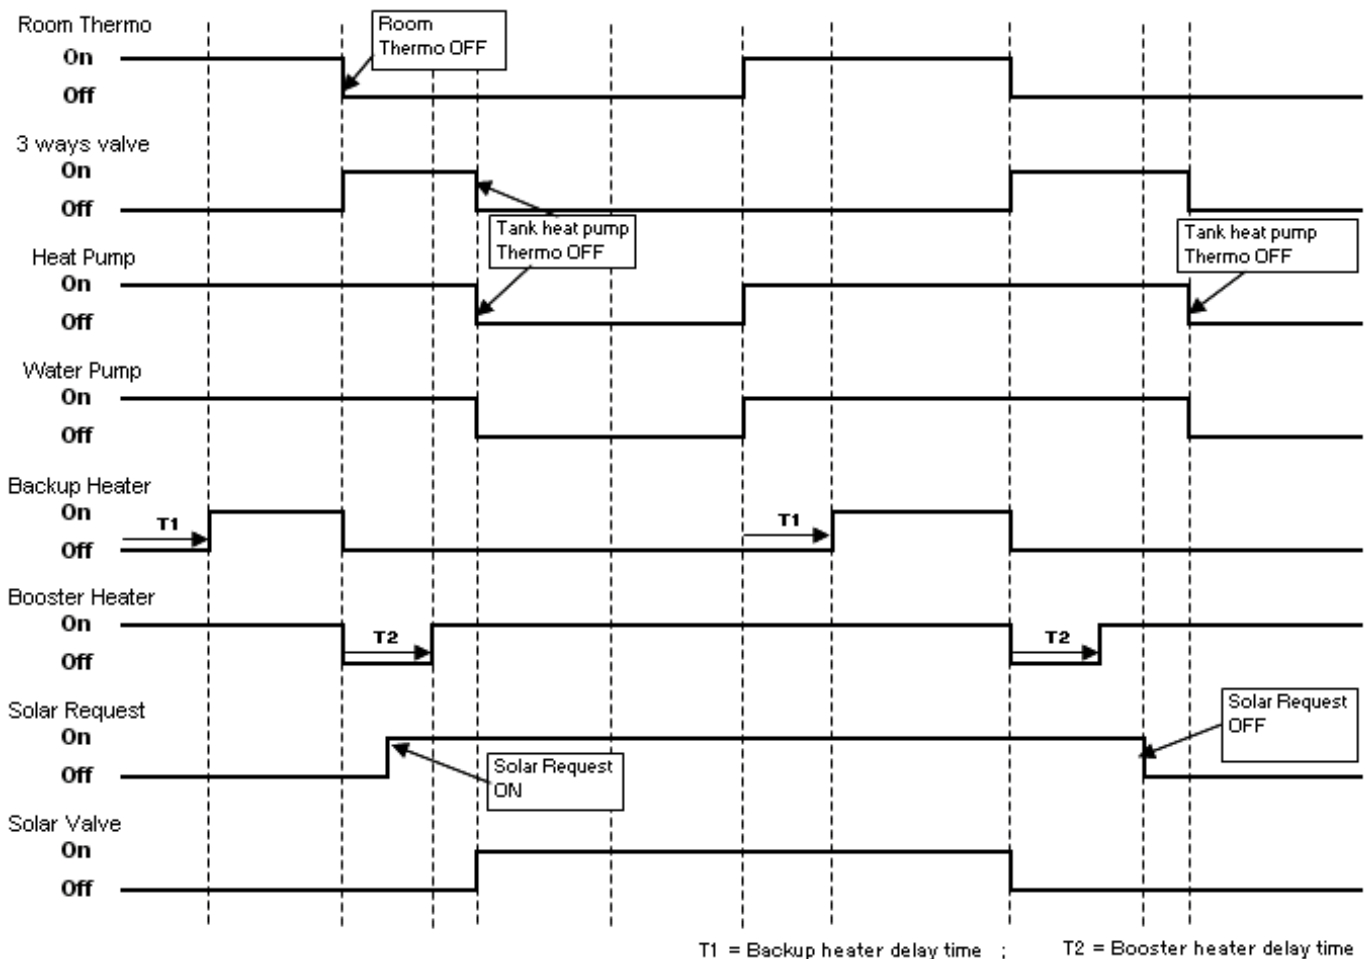 Room Thermo
On
Off
Room
Thermo OFF
3 ways valve
On
Off
Tank heat pump
Thermo OFF
Tank heat pump
Thermo OFF
Heat Pump
On
Off
Water Pump
On
Off
Backup Heater
On
Off
T1
T1
Booster Heater
On
Off
T2
T2
Solar Request
On
Off
Solar Request
ON
Solar Request
OFF
Solar Valve
On
Off
T1 = Backup heater delay time ; T2 = Booster heater delay time